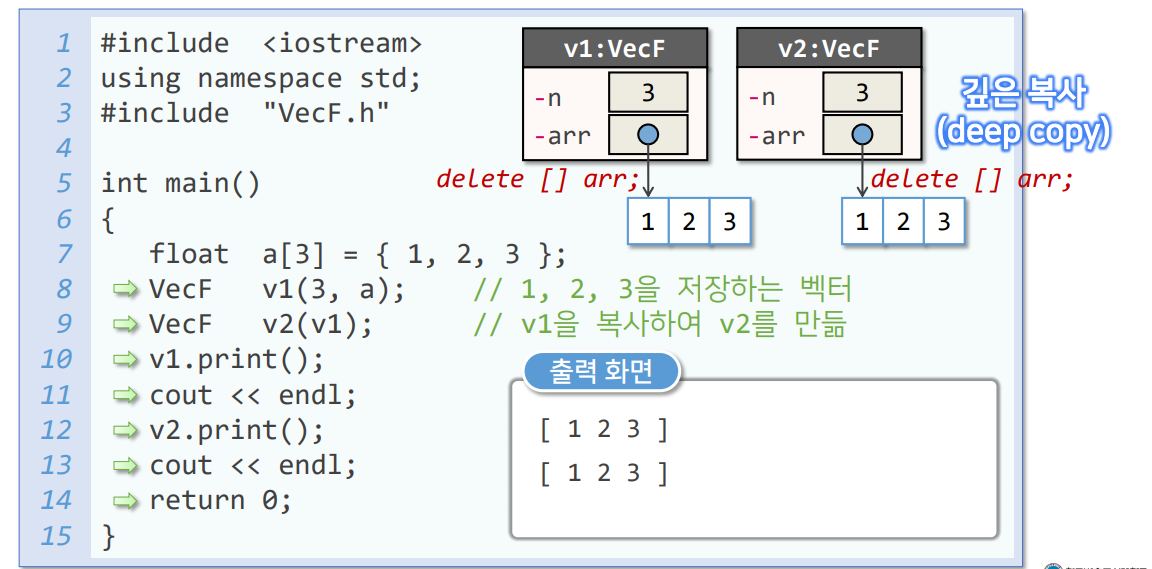 1 #include <iostream>
2 using namespace std;
3 #include "VecF.h"
4
5 int main()
6 {
7 float a[3] = { 1, 2, 3 };
8 VecF v1(3, a); // 1, 2, 3을 저장하는 벡터
9 VecF v2(v1); // v1을 복사하여 v2를 만듦
10 v1.print();
11 cout << endl;
12 v2.print();
13 cout << endl;
14 return 0;
15 }
v1:VecF
-n 3
-arr
delete [] arr;
1 2 3
v2:VecF
-n 3
-arr
delete [] arr;
1 2 3
깊은 복사
(deep copy)
출력 화면
[ 1 2 3 ]
[ 1 2 3 ]